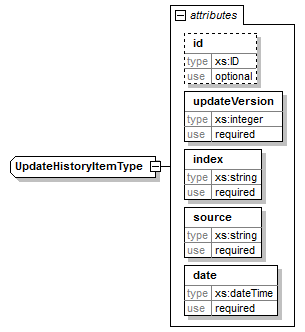 attributes
id
type xs:ID
use optional
updateVersion
type xs:integer
use required
UpdateHistoryItemType
index
type xs:string
use required
source
type xs:string
use required
date
type xs:dateTime
use required